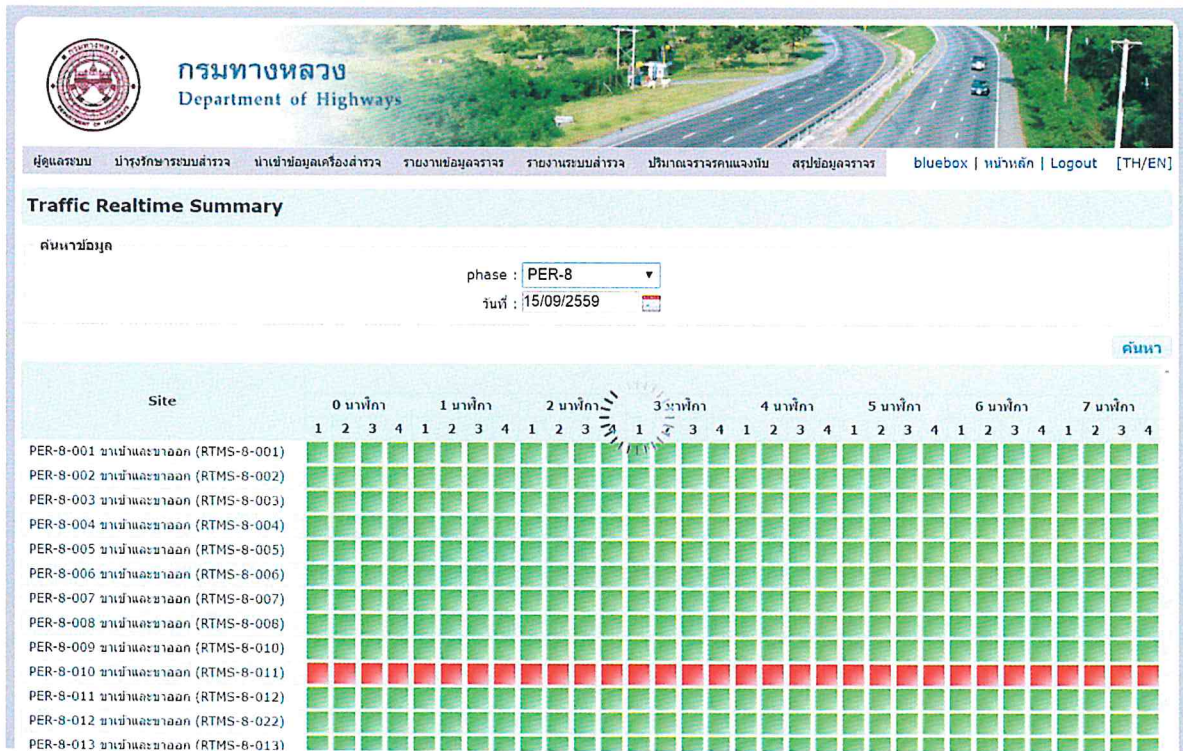 กรมทางหลวง
Department of Highways
ผู้ดูแลระบบ บำรุงรักษาระบบสำรวจ นำเข้าข้อมูลเครื่องสำรวจ รายงานข้อมูลจราจร รายงานระบบสำรวจ ปริมาณจราจรคนแจงนับ สรุปข้อมูลจราจร bluebox | หน้าหลัก | Logout [TH/EN]
Traffic Realtime Summary
ค้นหาข้อมูล
phase : PER-8
วันที่ : 15/09/2559
ค้นหา
Site 0 นาฬิกา 1 นาฬิกา 2 นาฬิกา 3 นาฬิกา 4 นาฬิกา 5 นาฬิกา 6 นาฬิกา 7 นาฬิกา
1 2 3 4 1 2 3 4 1 2 3 4 1 2 3 4 1 2 3 4 1 2 3 4 1 2 3 4 1 2 3 4
PER-8-001 ขาเข้าและขาออก (RTMS-8-001)
PER-8-002 ขาเข้าและขาออก (RTMS-8-002)
PER-8-003 ขาเข้าและขาออก (RTMS-8-003)
PER-8-004 ขาเข้าและขาออก (RTMS-8-004)
PER-8-005 ขาเข้าและขาออก (RTMS-8-005)
PER-8-006 ขาเข้าและขาออก (RTMS-8-006)
PER-8-007 ขาเข้าและขาออก (RTMS-8-007)
PER-8-008 ขาเข้าและขาออก (RTMS-8-008)
PER-8-009 ขาเข้าและขาออก (RTMS-8-010)
PER-8-010 ขาเข้าและขาออก (RTMS-8-011)
PER-8-011 ขาเข้าและขาออก (RTMS-8-012)
PER-8-012 ขาเข้าและขาออก (RTMS-8-022)
PER-8-013 ขาเข้าและขาออก (RTMS-8-013)